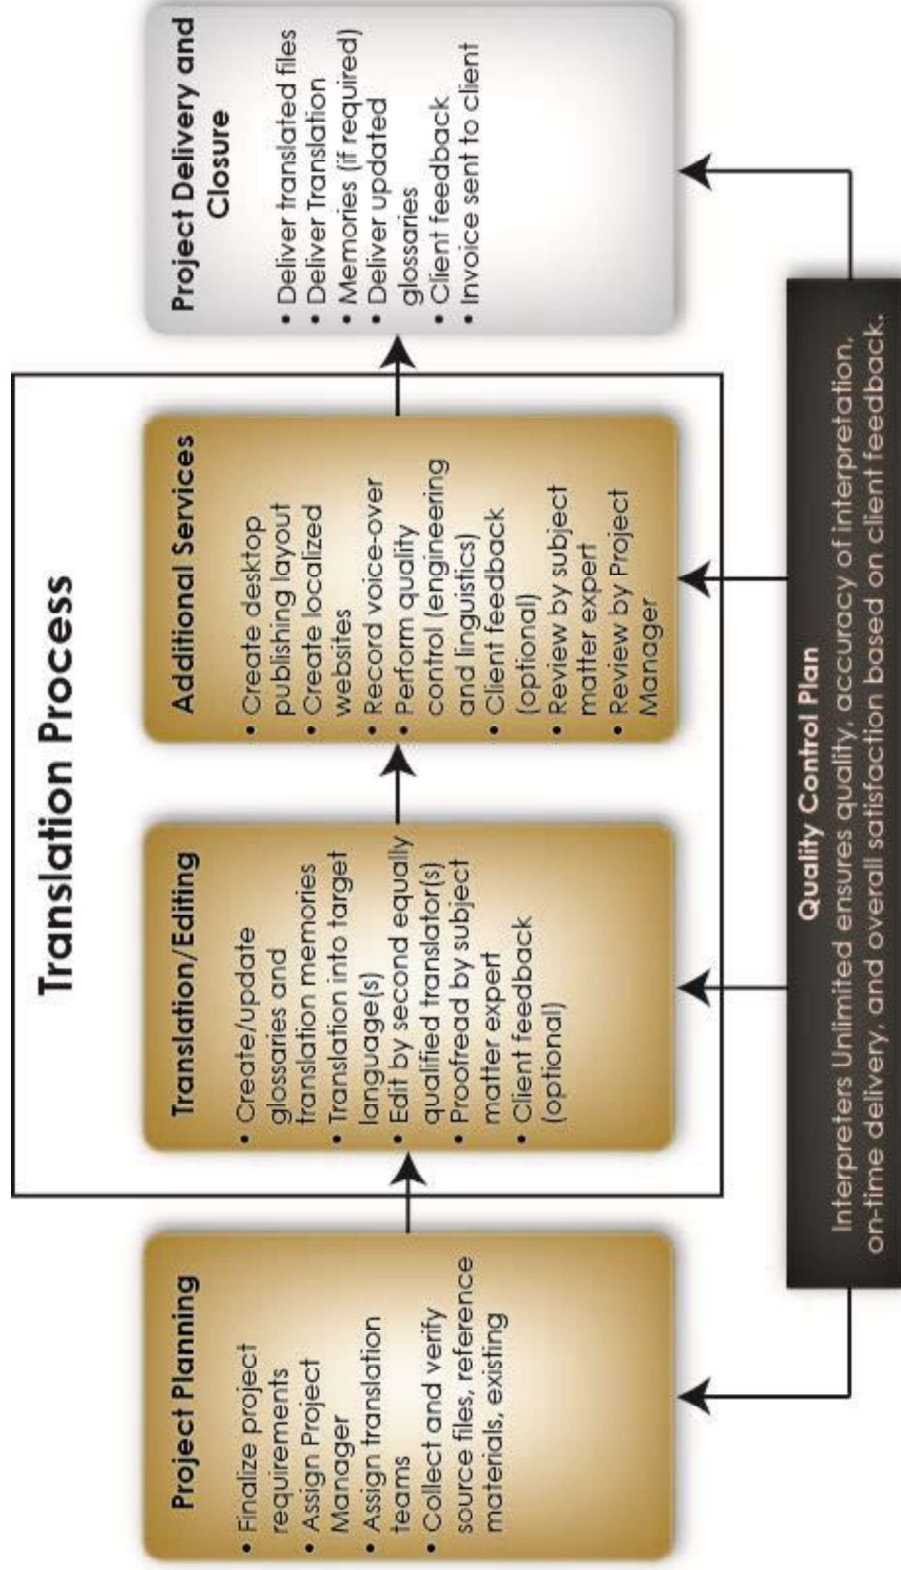 Translation Process
Project Planning
• Finalize project
requirements
• Assign Project
Manager
• Assign translation
teams
• Collect and verify
source files, reference
materials, existing
Translation/Editing
• Create/update
glossaries and
translation memories
• Translation into target
language(s)
• Edit by second equally
qualified translator(s)
• Proofread by subject
matter expert
• Client feedback
(optional)
Additional Services
• Create desktop
publishing layout
• Create localized
websites
• Record voice-over
• Perform quality
control (engineering
and linguistics)
• Client feedback
(optional)
• Review by subject
matter expert
• Review by Project
Manager
Project Delivery and
Closure
• Deliver translated files
• Deliver Translation
• Memories (if required)
• Deliver updated
glossaries
• Client feedback
• Invoice sent to client
Quality Control Plan
Interpreters Unlimited ensures quality, accuracy of interpretation,
on-time delivery, and overall satisfaction based on client feedback.